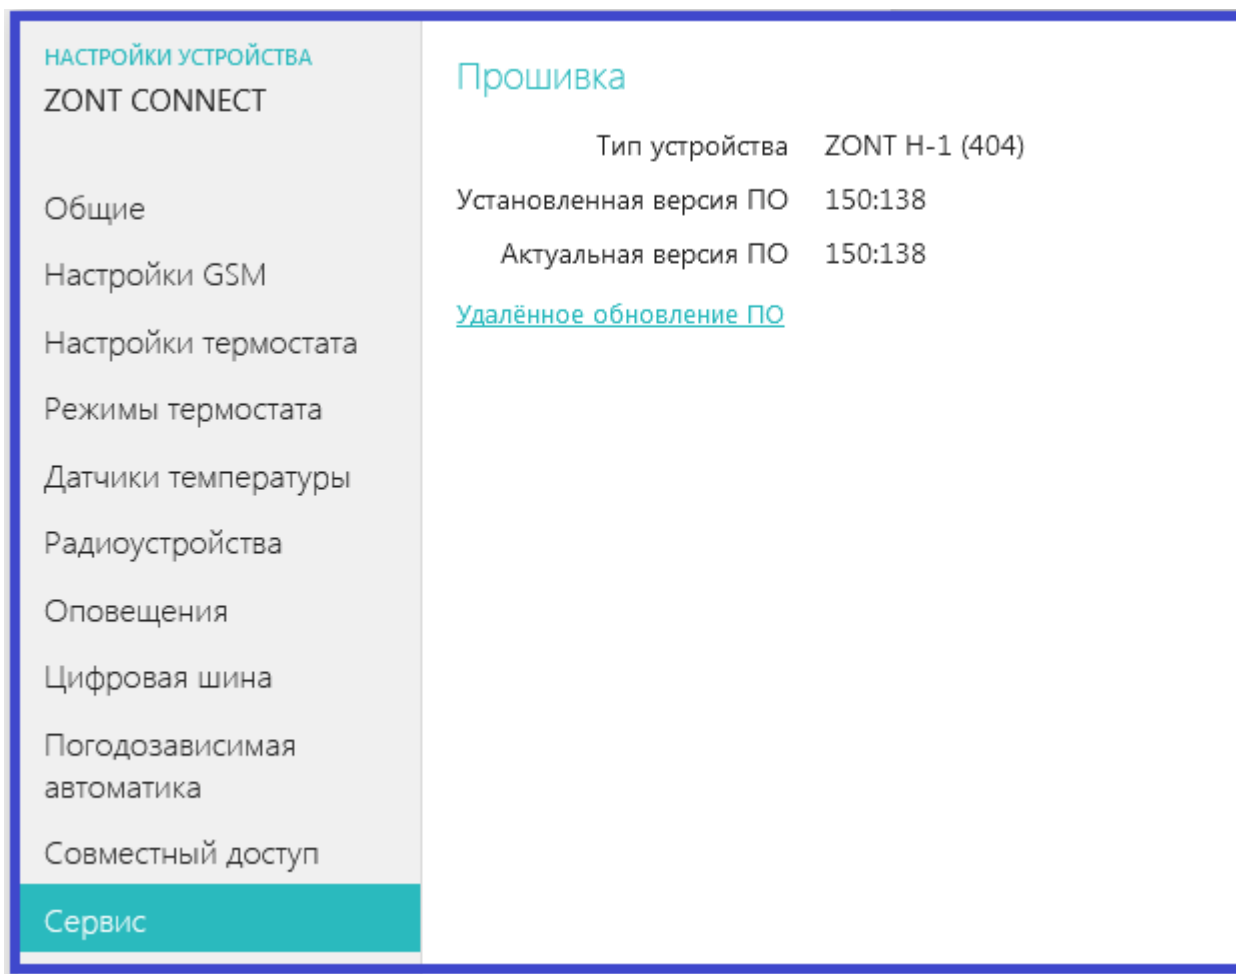 НАСТРОЙКИ УСТРОЙСТВА
ZONT CONNECT
Общие
Настройки GSM
Настройки термостата
Режимы термостата
Датчики температуры
Радиоустройства
Оповещения
Цифровая шина
Погодозависимая
автоматика
Совместный доступ
Сервис
Прошивка
Тип устройства ZONT H-1 (404)
Установленная версия ПО 150:138
Актуальная версия ПО 150:138
Удалённое обновление ПО